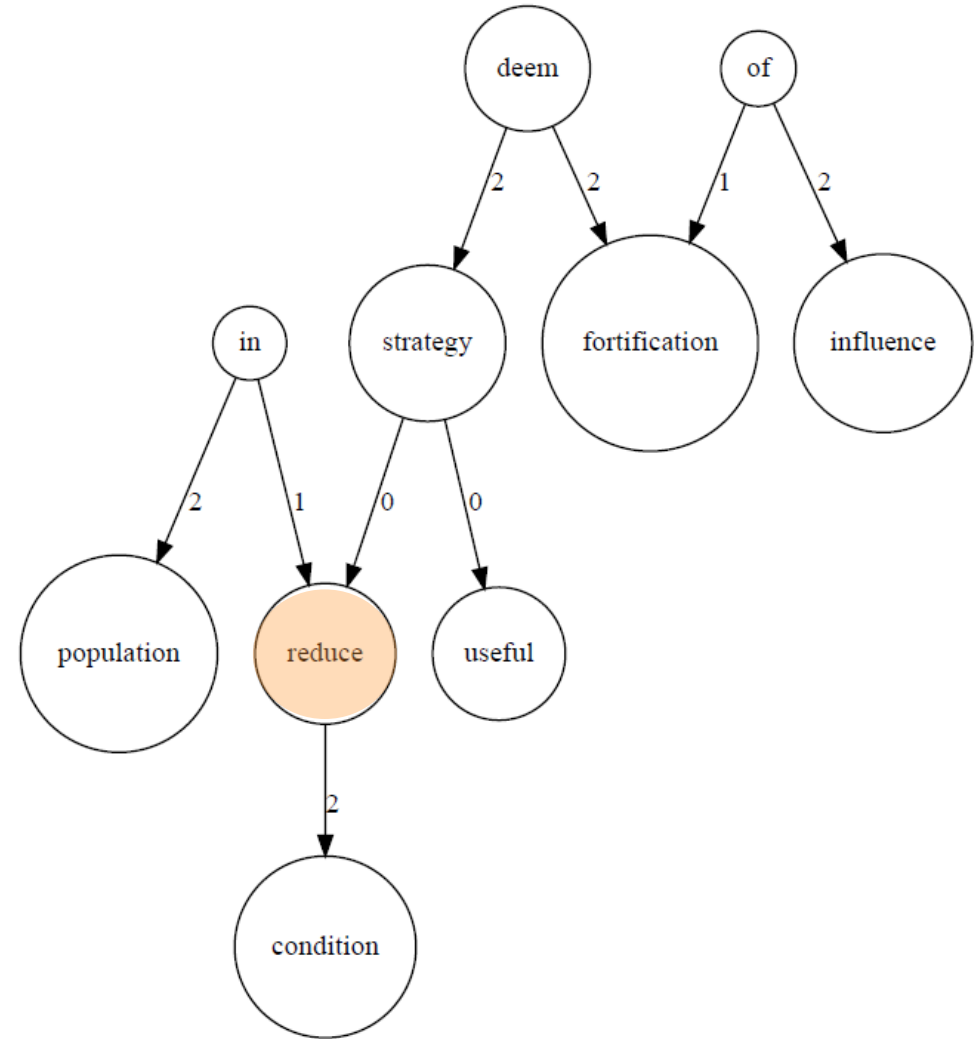 deem
of
2
2
1
2
in
strategy
fortification
influence
2
1
0
0
population
reduce
useful
2
condition